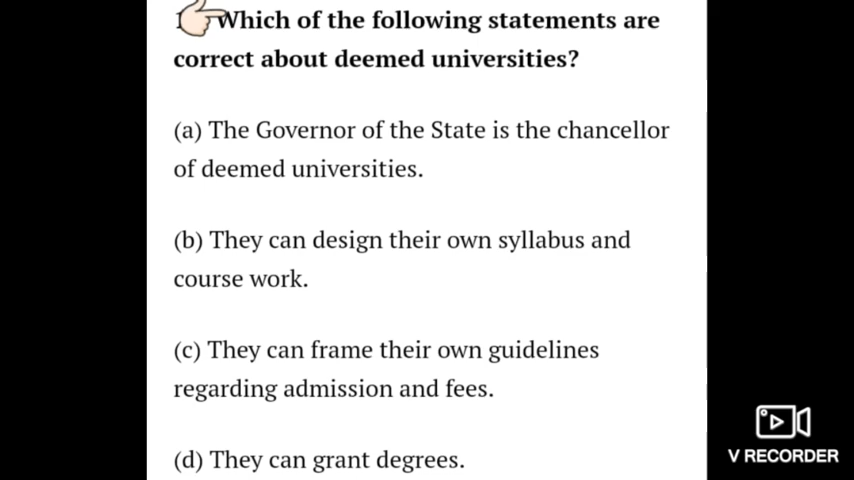 Which of the following statements are
correct about deemed universities?
(a) The Governor of the State is the chancellor
of deemed universities.
(b) They can design their own syllabus and
course work.
(c) They can frame their own guidelines
regarding admission and fees.
(d) They can grant degrees.
V RECORDER